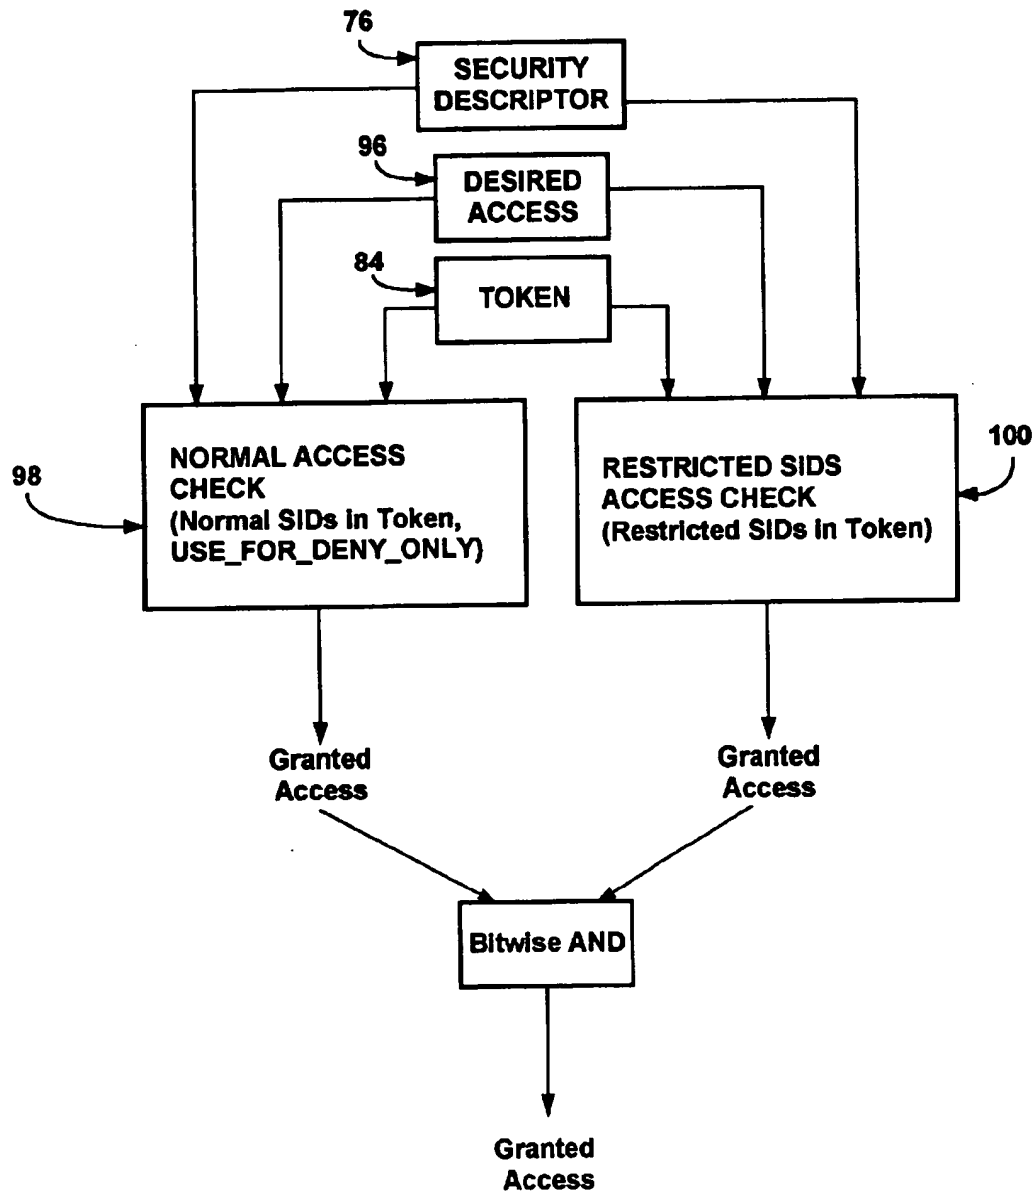 76
SECURITY
DESCRIPTOR
96
DESIRED
ACCESS
84
TOKEN
98
NORMAL ACCESS
CHECK
(Normal SIDs in Token,
USE_FOR_DENY_ONLY)
100
RESTRICTED SIDS
ACCESS CHECK
(Restricted SIDs in Token)
Granted
Access
Granted
Access
Bitwise AND
Granted
Access